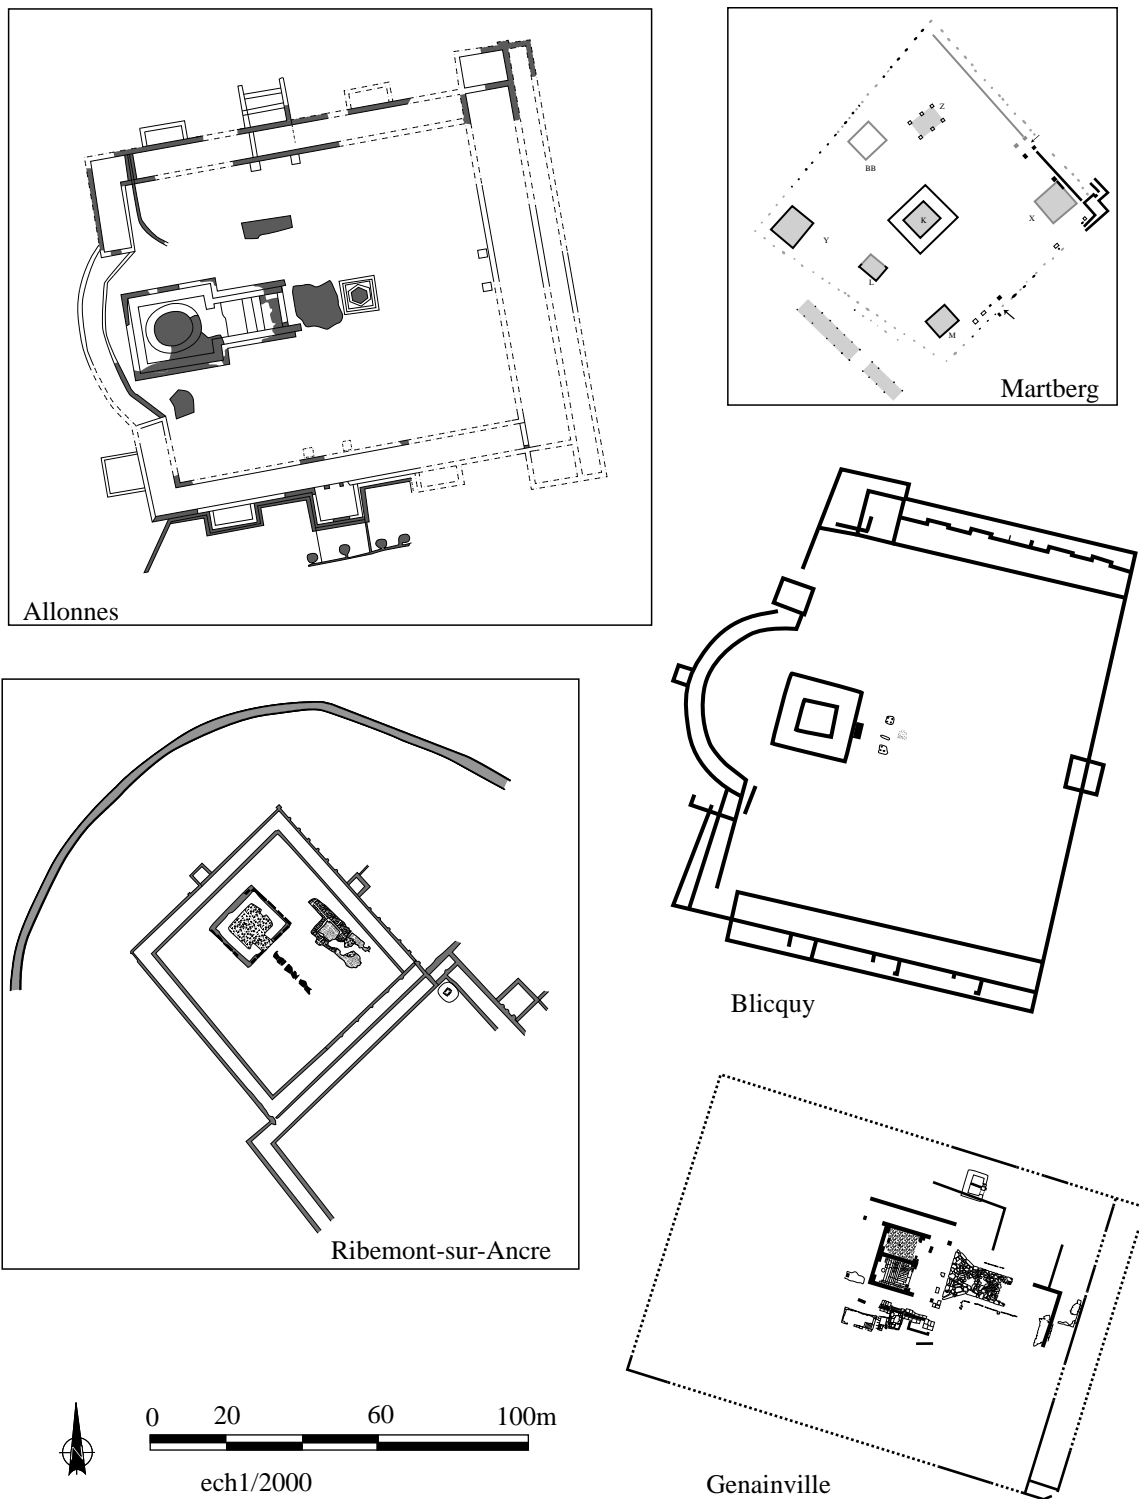 Z
BB
K
X
Y
L
M
Martberg
Allonnes
Blicquy
Ribemont-sur-Ancre
0 20 60 100m
N
ech1/2000
Genainville